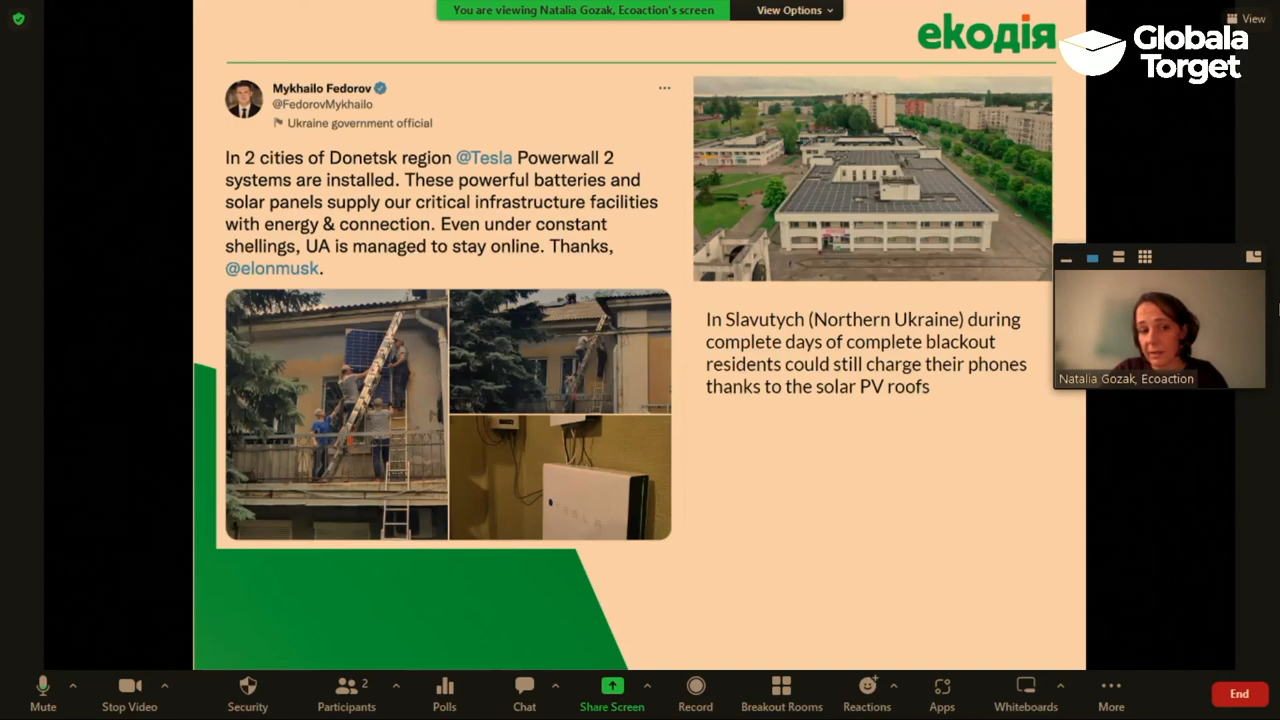 You are viewing Natalia Gozak, Ecoaction's screen
View Options
View
екодія
Globala
Torget
Mykhailo Fedorov
@FedorovMykhailo
Ukraine government official
In 2 cities of Donetsk region @Tesla Powerwall 2
systems are installed. These powerful batteries and
solar panels supply our critical infrastructure facilities
with energy & connection. Even under constant
shellings, UA is managed to stay online. Thanks,
@elonmusk.
TESLA
In Slavutych (Northern Ukraine) during
complete days of complete blackout
residents could still charge their phones
thanks to the solar PV roofs
Natalia Gozak, Ecoaction
Mute
Stop Video
Security
Participants
2
Polls
Chat
Share Screen
Record
Breakout Rooms
Reactions
Apps
Whiteboards
More
End